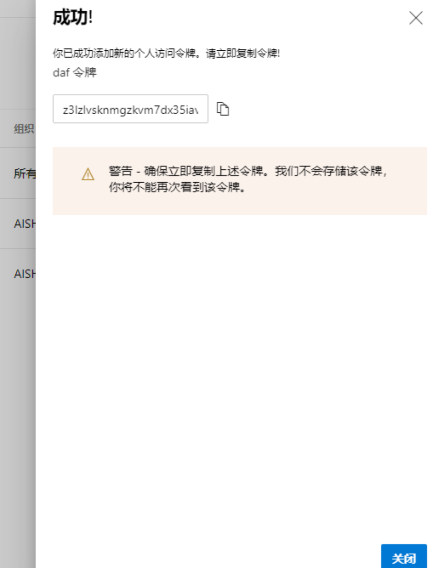 成功!
你已成功添加新的个人访问令牌。请立即复制令牌!
daf 令牌
z3lzlvsknmgzkvm7dx35iav
组织
警告 - 确保立即复制上述令牌。我们不会存储该令牌，
所有
你将不能再次看到该令牌。
AISH
AISH
关闭